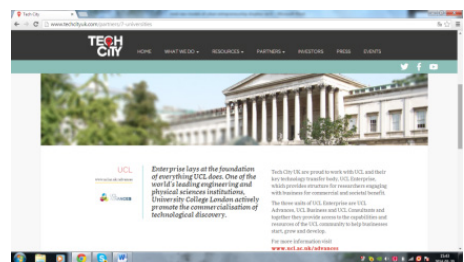 Tech City
www.techcityuk.com/partners/7-universities
TECH
CITY
HOME WHAT WE DO RESOURCES PARTNERS INVESTORS PRESS EVENTS
UCL
Enterprise lays at the foundation
of everything UCL does. One of the
world's leading engineering and
physical sciences institutions,
University College London actively
promote the commercialisation of
technological discovery.
Tech City UK are proud to work with UCL and their
key technology transfer body, UCL Enterprise,
which provides structure for researchers engaging
with business for commercial and societal benefit.
The three units of UCL Enterprise are UCL
Advances, UCL Business and UCL Consultants and
together they provide access to the capabilities and
resources of the UCL community to help businesses
start, grow and develop.
For more information visit
www.ucl.ac.uk/advances